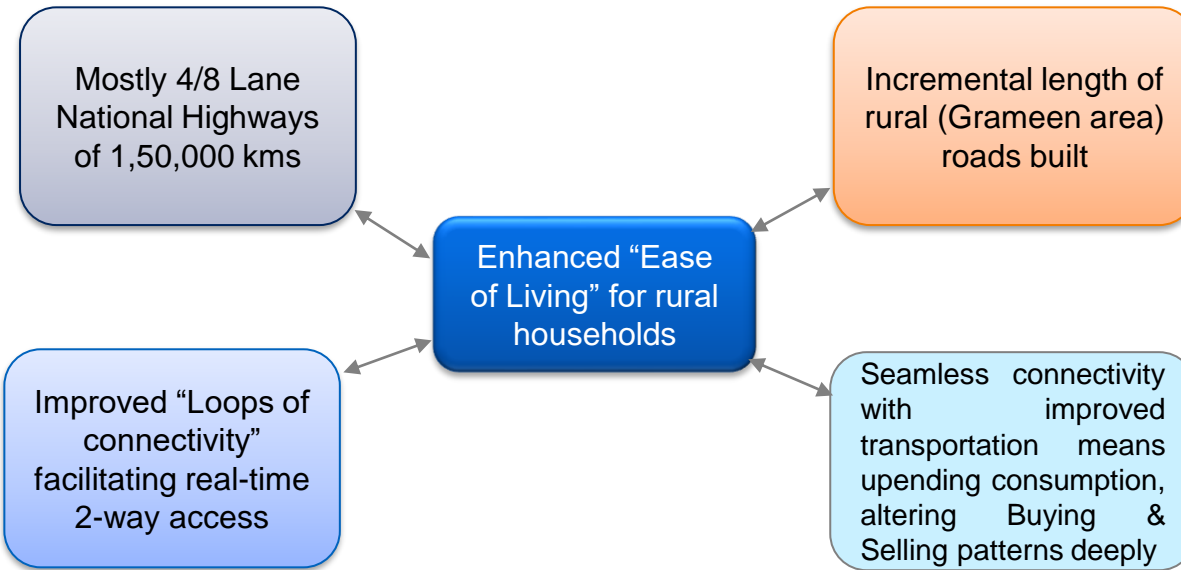 Mostly 4/8 Lane
National Highways
of 1,50,000 kms
Incremental length of
rural (Grameen area)
roads built
Enhanced “Ease
of Living” for rural
households
Improved “Loops of
connectivity”
facilitating real-time
2-way access
Seamless connectivity
with improved
transportation means
upending consumption,
altering Buying &
Selling patterns deeply